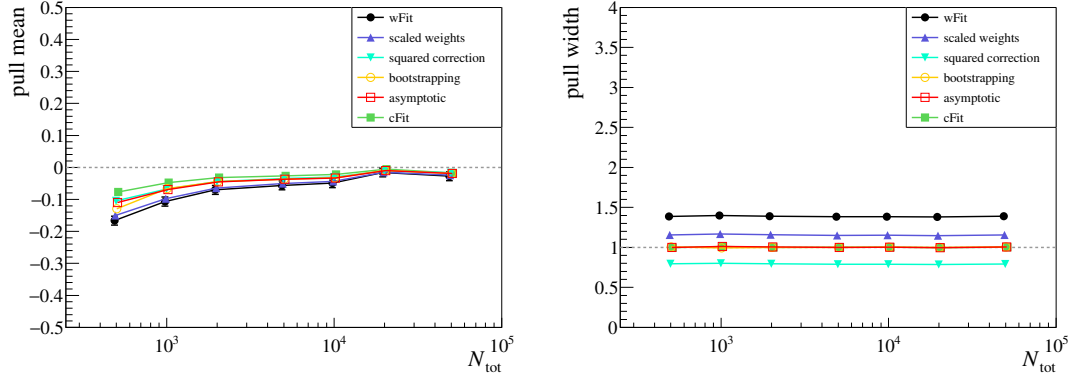 pull mean
0.5
0.4
0.3
0.2
0.1
0
−0.1
−0.2
−0.3
−0.4
−0.5
wFit
scaled weights
squared correction
bootstrapping
asymptotic
cFit
10³
10⁴
10⁵
N_tot
pull width
4
3.5
3
2.5
2
1.5
1
0.5
0
wFit
scaled weights
squared correction
bootstrapping
asymptotic
cFit
10³
10⁴
10⁵
N_tot